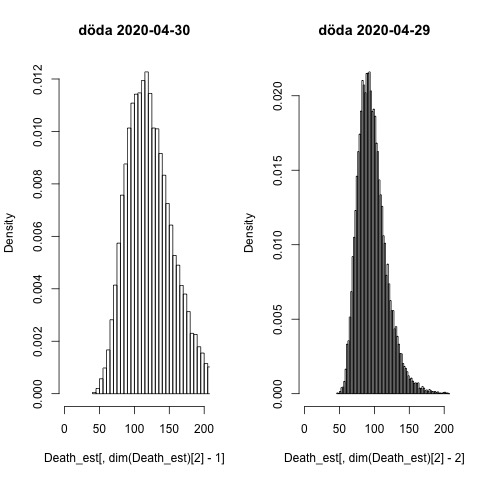 döda 2020-04-30
Density
0.000 0.002 0.004 0.006 0.008 0.010 0.012
0 50 100 150 200
Death_est[, dim(Death_est)[2] - 1]
döda 2020-04-29
Density
0.000 0.005 0.010 0.015 0.020
0 50 100 150 200
Death_est[, dim(Death_est)[2] - 2]